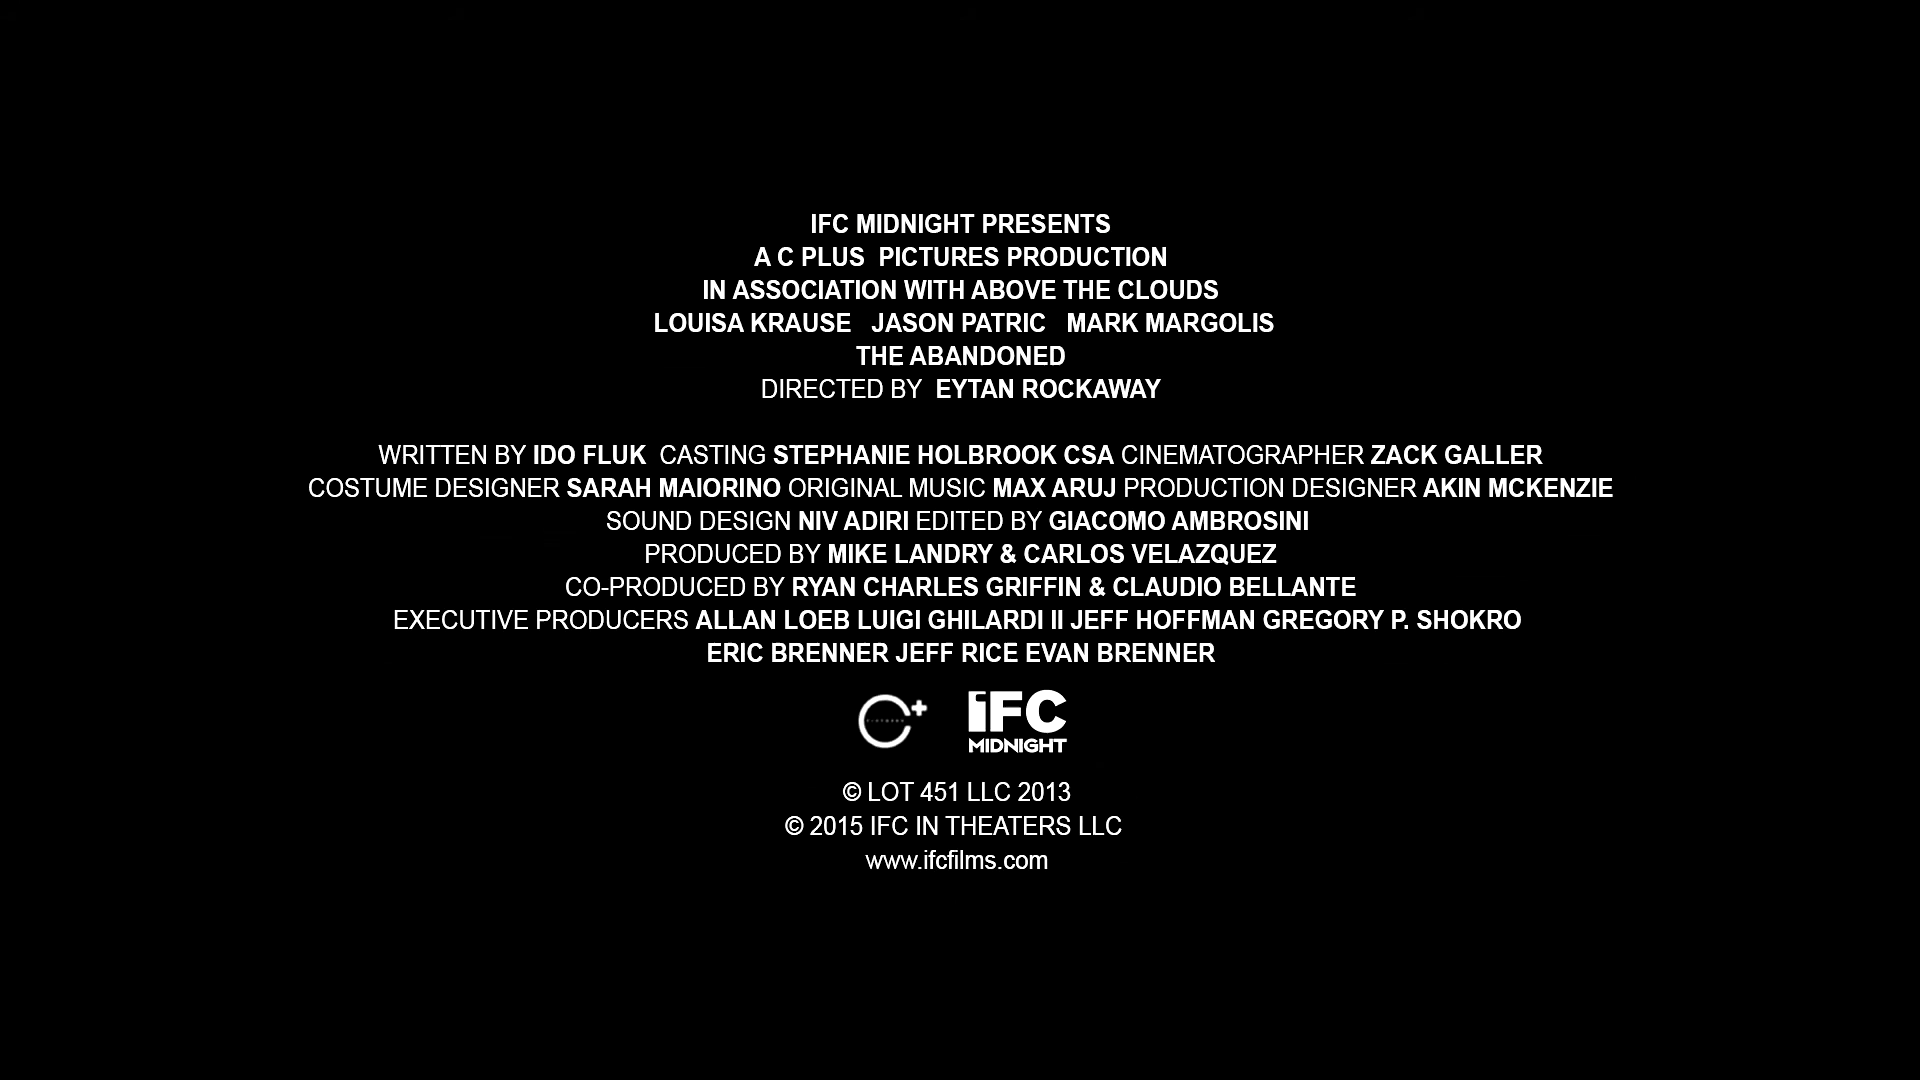 IFC MIDNIGHT PRESENTS
A C PLUS PICTURES PRODUCTION
IN ASSOCIATION WITH ABOVE THE CLOUDS
LOUISA KRAUSE JASON PATRIC MARK MARGOLIS
THE ABANDONED
DIRECTED BY EYTAN ROCKAWAY
WRITTEN BY IDO FLUK CASTING STEPHANIE HOLBROOK CSA CINEMATOGRAPHER ZACK GALLER
COSTUME DESIGNER SARAH MAIORINO ORIGINAL MUSIC MAX ARUJ PRODUCTION DESIGNER AKIN MCKENZIE
SOUND DESIGN NIV ADIRI EDITED BY GIACOMO AMBROSINI
PRODUCED BY MIKE LANDRY & CARLOS VELAZQUEZ
CO-PRODUCED BY RYAN CHARLES GRIFFIN & CLAUDIO BELLANTE
EXECUTIVE PRODUCERS ALLAN LOEB LUIGI GHILARDI II JEFF HOFFMAN GREGORY P. SHOKRO
ERIC BRENNER JEFF RICE EVAN BRENNER
C+ iFC
MIDNIGHT
© LOT 451 LLC 2013
© 2015 IFC IN THEATERS LLC
www.ifcfilms.com